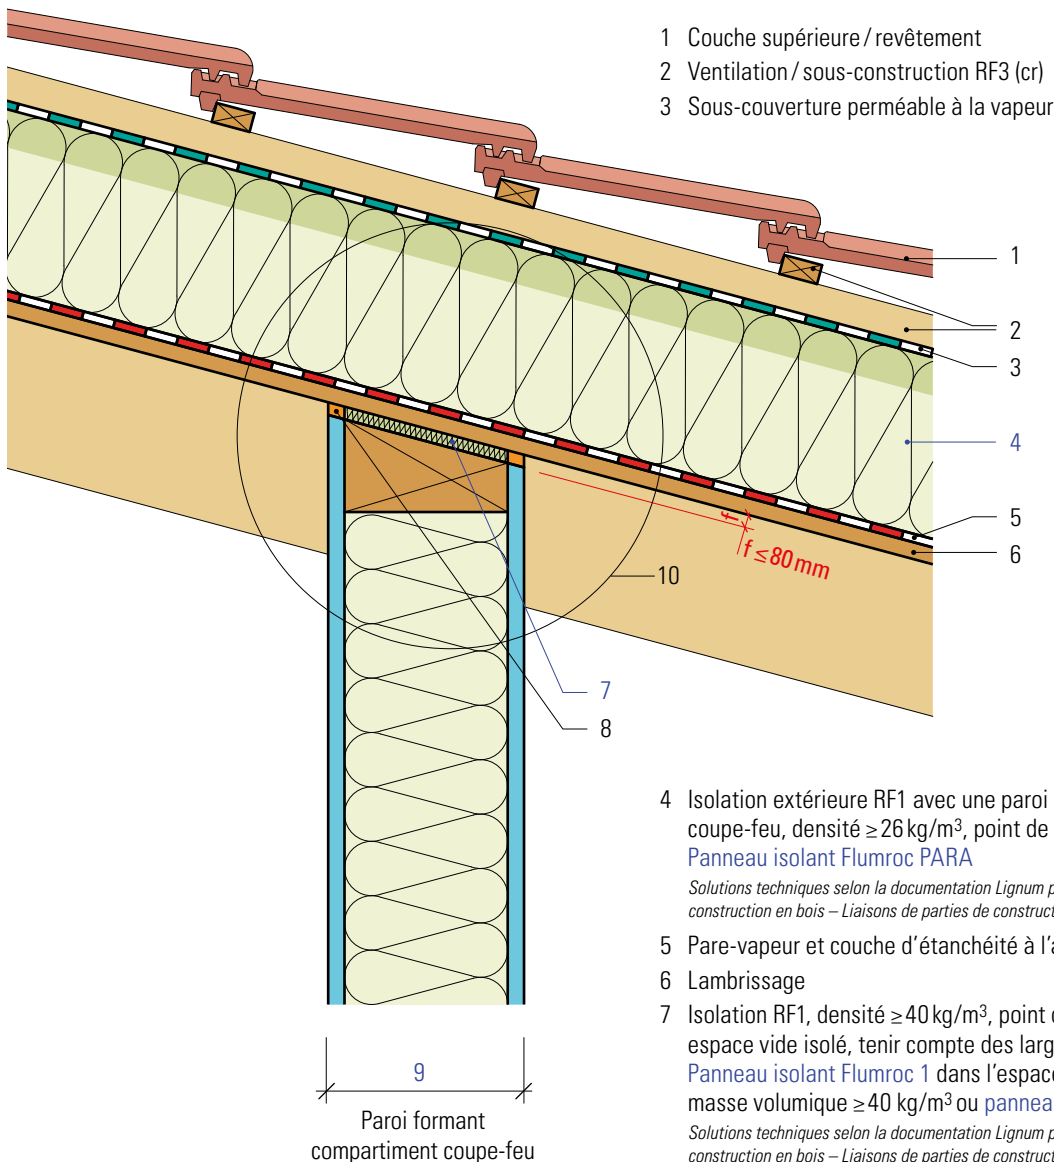 1 Couche supérieure / revêtement
2 Ventilation / sous-construction RF3 (cr)
3 Sous-couverture perméable à la vapeur
1
2
3
4
5
6
f
f ≤ 80 mm
10
7
8
4 Isolation extérieure RF1 avec une paroi
coupe-feu, densité ≥ 26 kg/m³, point de
Panneau isolant Flumroc PARA
Solutions techniques selon la documentation Lignum p
construction en bois – Liaisons de parties de construct
5 Pare-vapeur et couche d'étanchéité à l'a
6 Lambrissage
7 Isolation RF1, densité ≥ 40 kg/m³, point
espace vide isolé, tenir compte des larg
Panneau isolant Flumroc 1 dans l'espace
masse volumique ≥ 40 kg/m³ ou pannea
Solutions techniques selon la documentation Lignum p
construction en bois – Liaisons de parties de construct
9
Paroi formant
compartiment coupe-feu